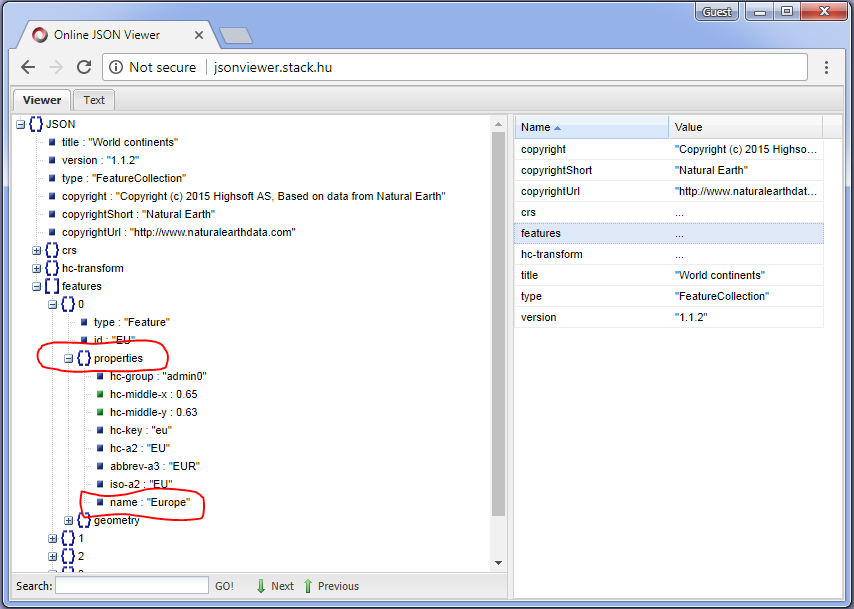 Guest
Online JSON Viewer
Not secure jsonviewer.stack.hu
Viewer Text
JSON
title : "World continents"
version : "1.1.2"
type : "FeatureCollection"
copyright : "Copyright (c) 2015 Highsoft AS, Based on data from Natural Earth"
copyrightShort : "Natural Earth"
copyrightUrl : "http://www.naturalearthdata.com"
crs
hc-transform
features
0
type : "Feature"
id : "EU"
properties
hc-group : "admin0"
hc-middle-x : 0.65
hc-middle-y : 0.63
hc-key : "eu"
hc-a2 : "EU"
abbrev-a3 : "EUR"
iso-a2 : "EU"
name : "Europe"
geometry
1
2
Search: GO! Next Previous
Name Value
copyright "Copyright (c) 2015 Highso...
copyrightShort "Natural Earth"
copyrightUrl "http://www.naturalearthdat...
crs ...
features ...
hc-transform ...
title "World continents"
type "FeatureCollection"
version "1.1.2"